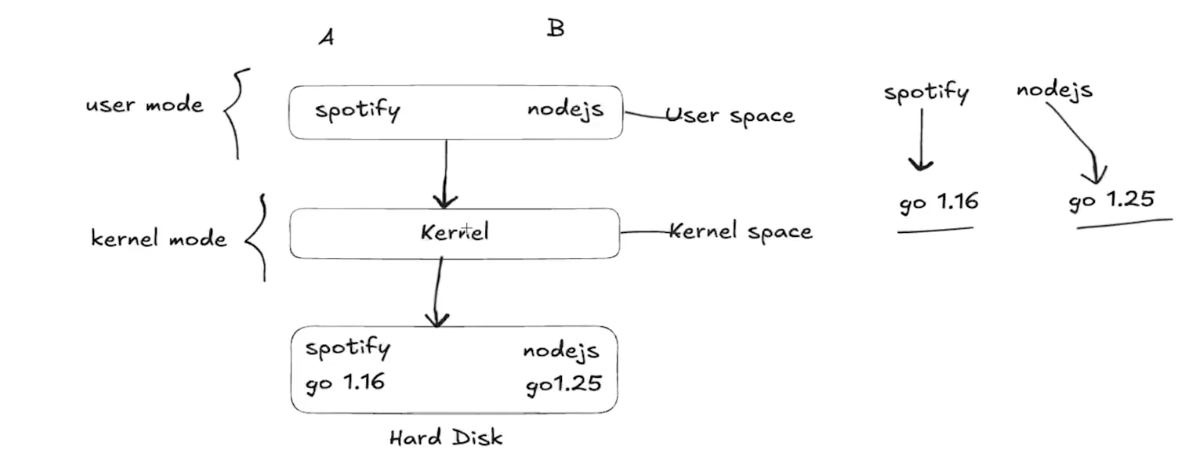 A
B
user mode
spotify
nodejs
User space
kernel mode
Kernel
Kernel space
spotify
nodejs
go 1.16
go1.25
Hard Disk
spotify
nodejs
go 1.16
go 1.25